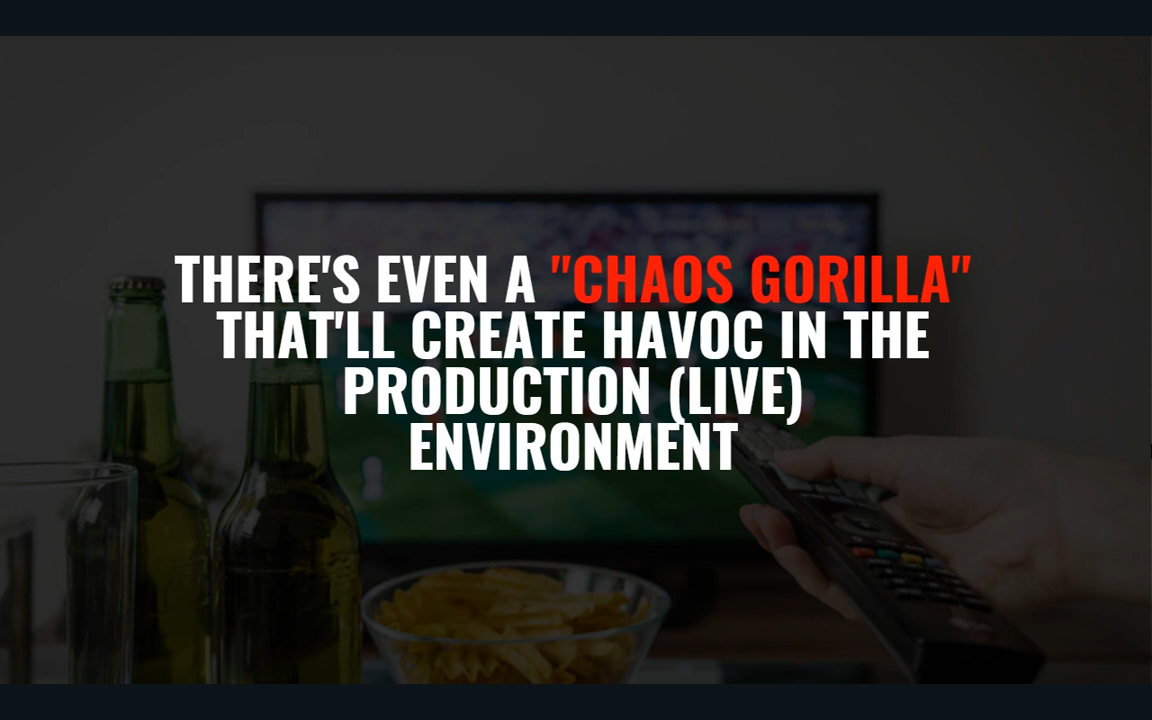 THERE'S EVEN A "CHAOS GORILLA"
THAT'LL CREATE HAVOC IN THE
PRODUCTION (LIVE)
ENVIRONMENT